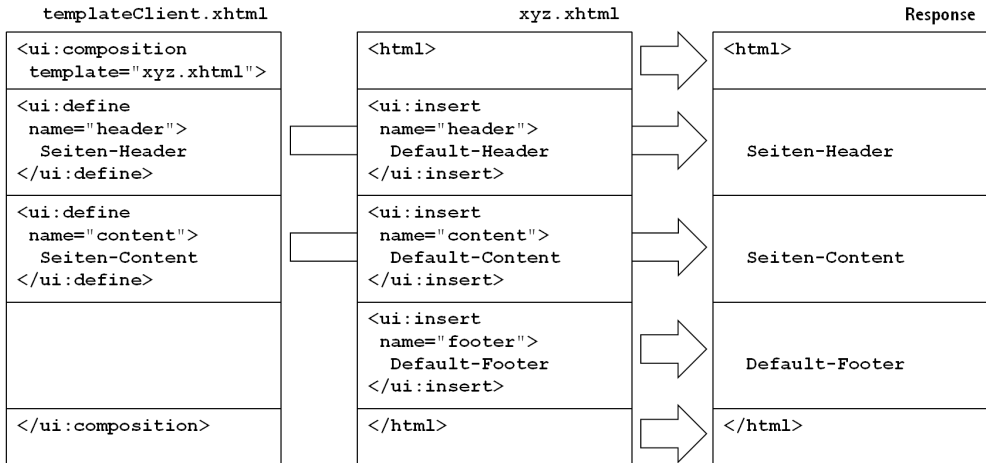 templateClient.xhtml
xyz.xhtml
Response
<ui:composition
template="xyz.xhtml">
<html>
<html>
<ui:define
name="header">
Seiten-Header
</ui:define>
<ui:insert
name="header">
Default-Header
</ui:insert>
Seiten-Header
<ui:define
name="content">
Seiten-Content
</ui:define>
<ui:insert
name="content">
Default-Content
</ui:insert>
Seiten-Content
<ui:insert
name="footer">
Default-Footer
</ui:insert>
Default-Footer
</ui:composition>
</html>
</html>